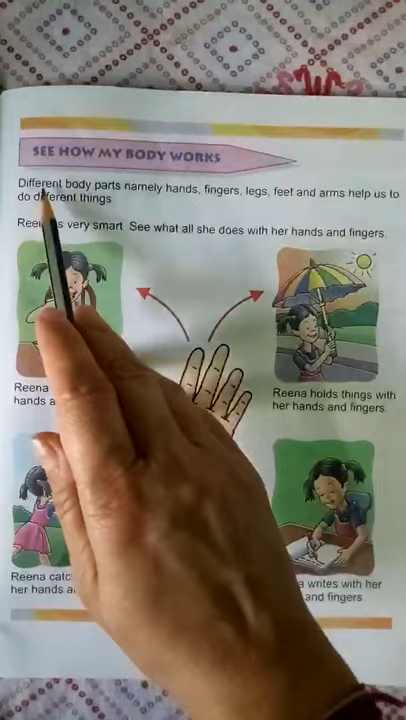 SEE HOW MY BODY WORKS
Different body parts namely hands, fingers, legs, feet and arms help us to
do different things
is very smart See what all she does with her hands and fingers.
Reena
hands
Reena holds things with
her hands and fingers
Reena
her hands
writes with her
and fingers